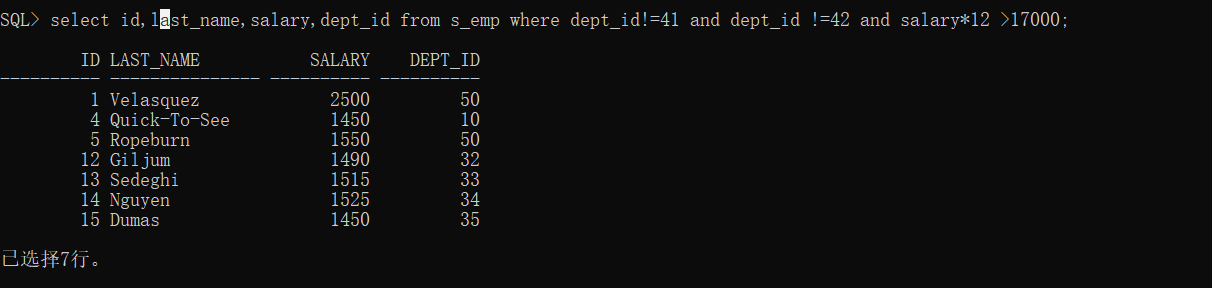 SQL> select id,last_name,salary,dept_id from s_emp where dept_id!=41 and dept_id !=42 and salary*12 >17000;
ID LAST_NAME SALARY DEPT_ID
---------- --------------- ---------- ----------
1 Velasquez 2500 50
4 Quick-To-See 1450 10
5 Ropeburn 1550 50
12 Giljum 1490 32
13 Sedeghi 1515 33
14 Nguyen 1525 34
15 Dumas 1450 35
已选择7行。